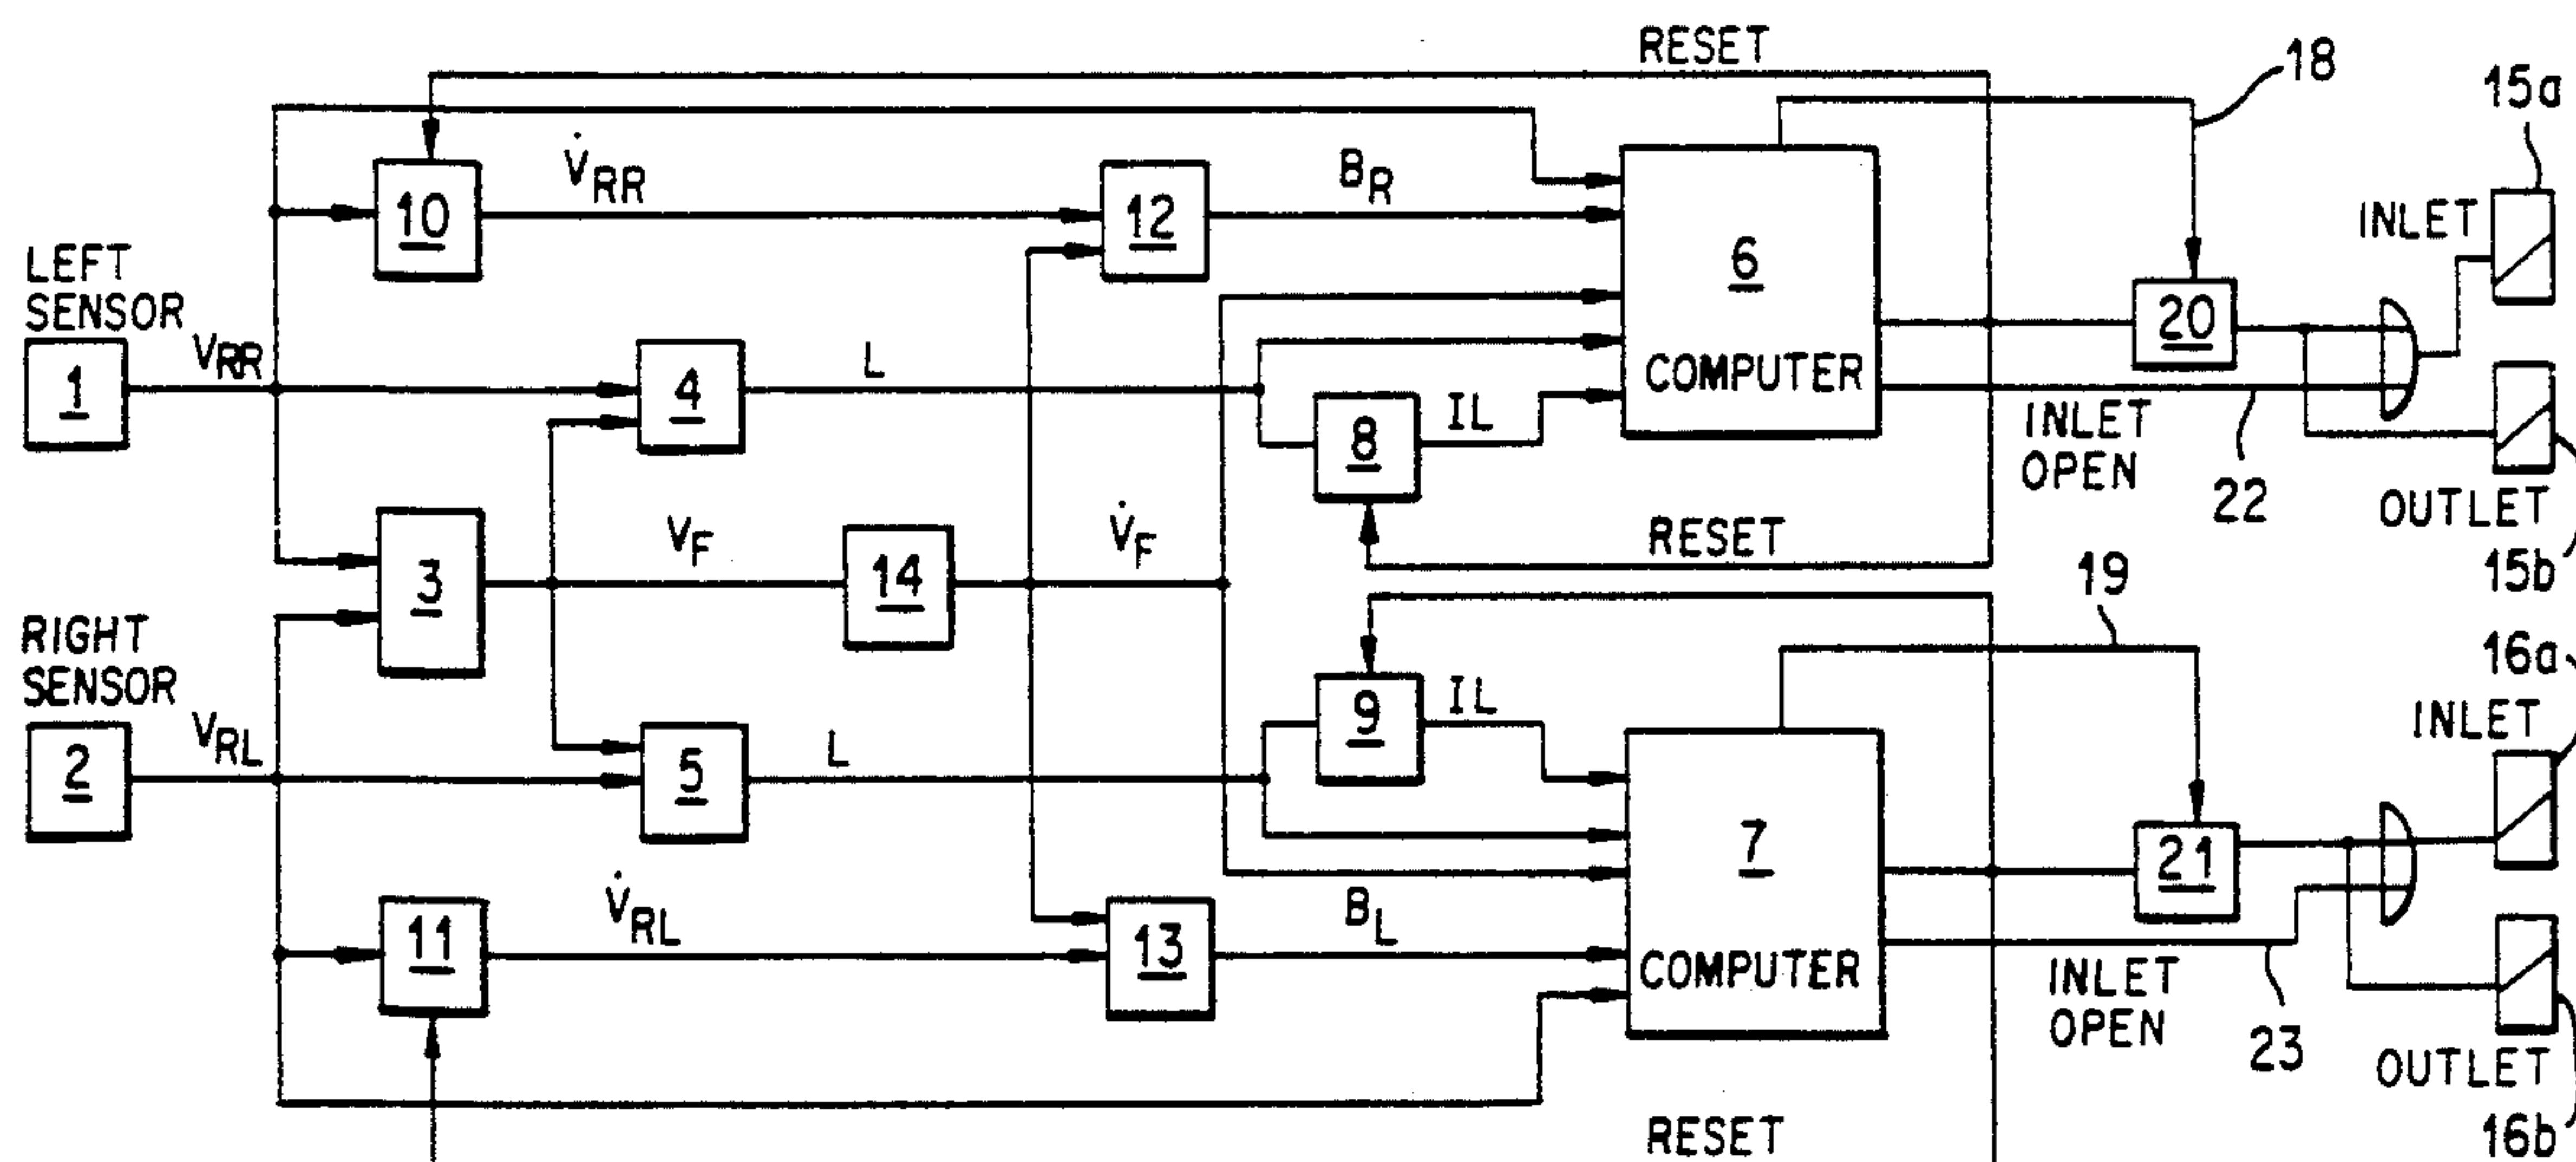 RESET
18
15a
V̇RR
BR
10
12
INLET
LEFT
SENSOR
6
20
VRR
L
1
4
COMPUTER
IL
8
INLET
OPEN
22
OUTLET
15b
VF
V̇F
RESET
3
14
19
RIGHT
SENSOR
16a
IL
INLET
VRL
L
9
2
5
7
21
V̇RL
BL
11
13
COMPUTER
INLET
OPEN
23
OUTLET
16b
RESET